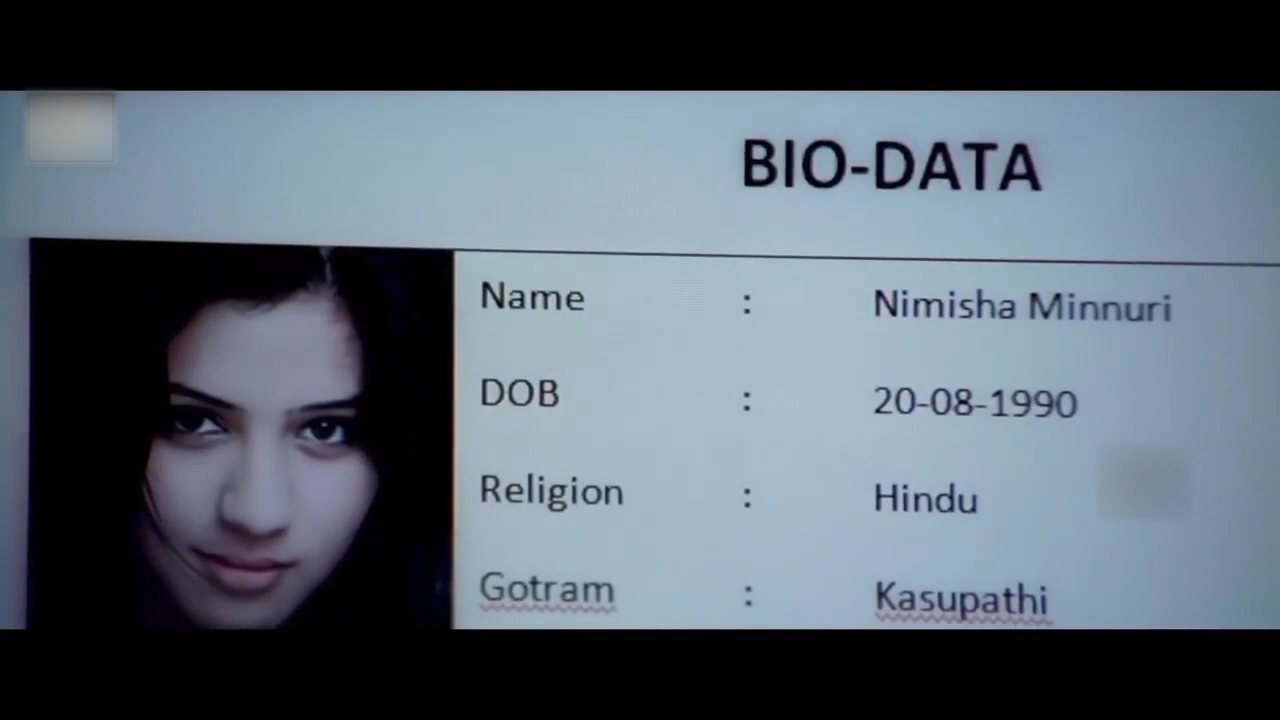 BIO-DATA
Name : Nimisha Minnuri
DOB : 20-08-1990
Religion : Hindu
Gotram : Kasupathi